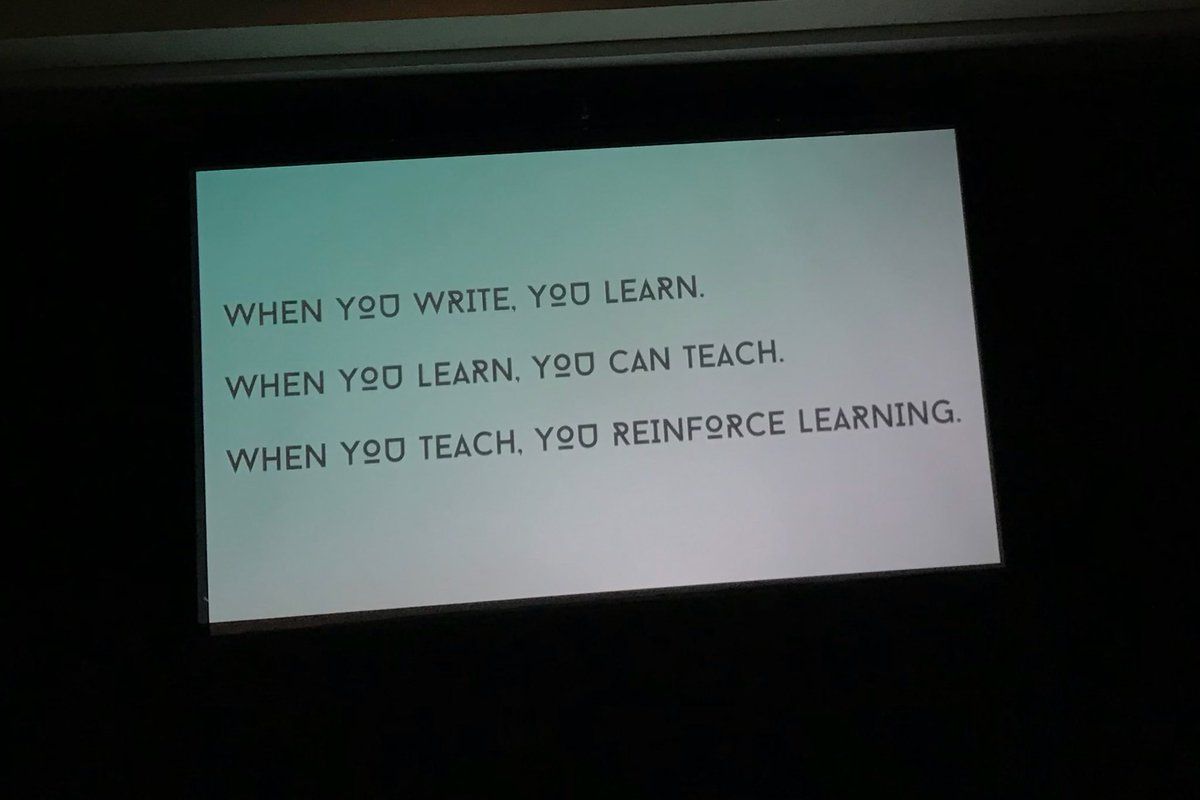 WHEN YOU WRITE, YOU LEARN.
WHEN YOU LEARN, YOU CAN TEACH.
WHEN YOU TEACH, YOU REINFORCE LEARNING.